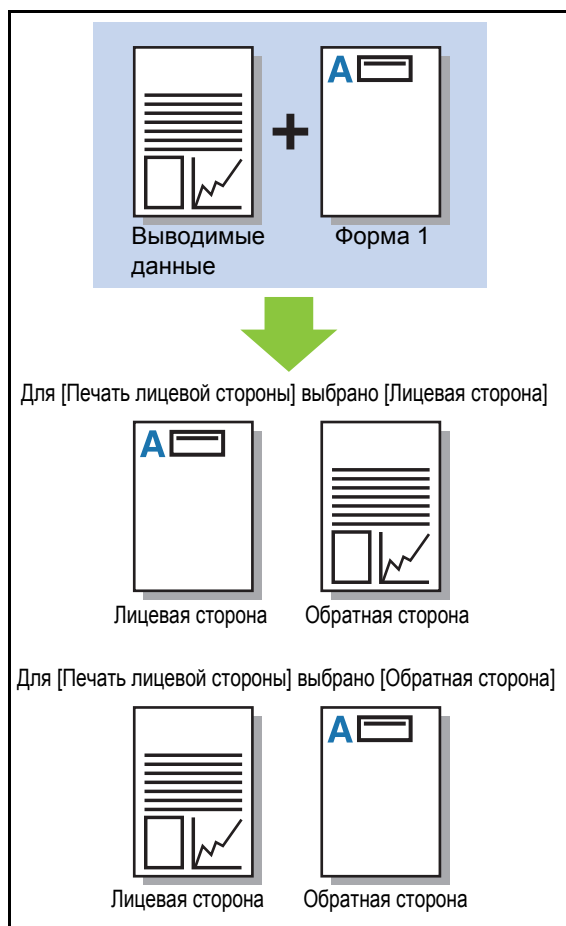 A
Выводимые
данные
Форма 1
Для [Печать лицевой стороны] выбрано [Лицевая сторона]
A
Лицевая сторона
Обратная сторона
Для [Печать лицевой стороны] выбрано [Обратная сторона]
A
Лицевая сторона
Обратная сторона